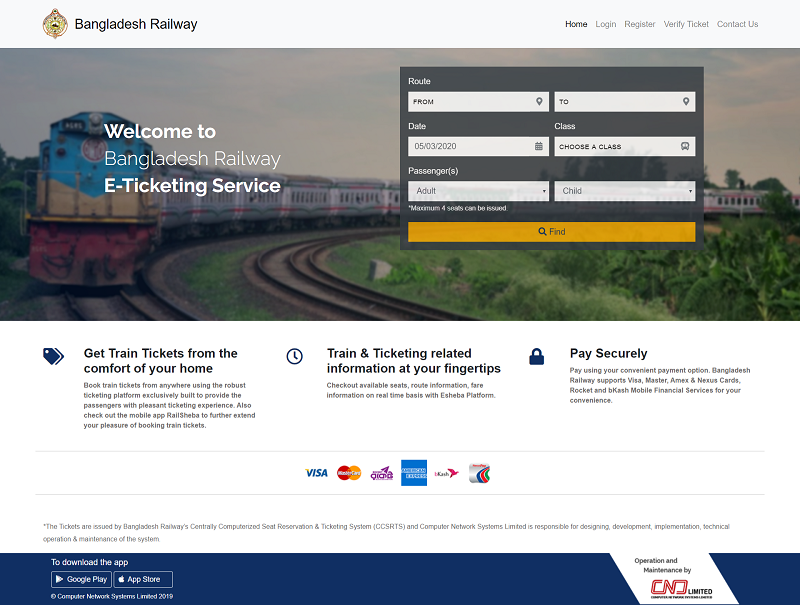 Bangladesh Railway
Home Login Register Verify Ticket Contact Us
Welcome to
Bangladesh Railway
E-Ticketing Service
Route
FROM TO
Date Class
05/03/2020 CHOOSE A CLASS
Passenger(s)
Adult Child
*Maximum 4 seats can be issued.
Find
Get Train Tickets from the
comfort of your home
Book train tickets from anywhere using the robust
ticketing platform exclusively built to provide the
passengers with pleasant ticketing experience. Also
check out the mobile app RailSheba to further extend
your pleasure of booking train tickets.
Train & Ticketing related
information at your fingertips
Checkout available seats, route information, fare
information on real time basis with Esheba Platform.
Pay Securely
Pay using your convenient payment option. Bangladesh
Railway supports Visa, Master, Amex & Nexus Cards,
Rocket and bKash Mobile Financial Services for your
convenience.
VISA MasterCard AMERICAN EXPRESS bKash
*The Tickets are issued by Bangladesh Railway's Centrally Computerized Seat Reservation & Ticketing System (CCSRTS) and Computer Network Systems Limited is responsible for designing, development, implementation, technical
operation & maintenance of the system.
To download the app
Google Play App Store
© Computer Network Systems Limited 2019
Operation and
Maintenance by
LIMITED
COMPUTER NETWORK SYSTEMS LIMITED